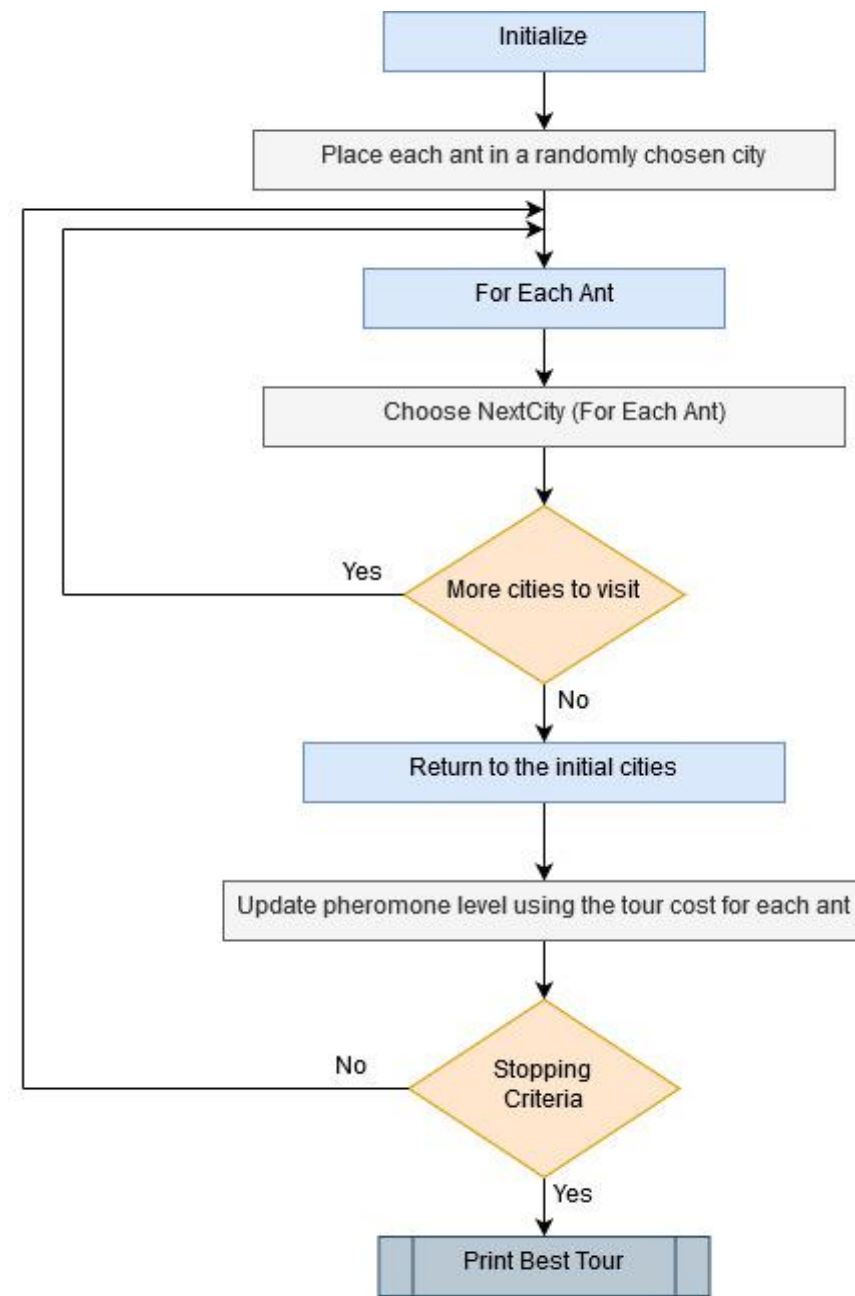 Initialize
Place each ant in a randomly chosen city
For Each Ant
Choose NextCity (For Each Ant)
Yes
More cities to visit
No
Return to the initial cities
Update pheromone level using the tour cost for each ant
No
Stopping
Criteria
Yes
Print Best Tour